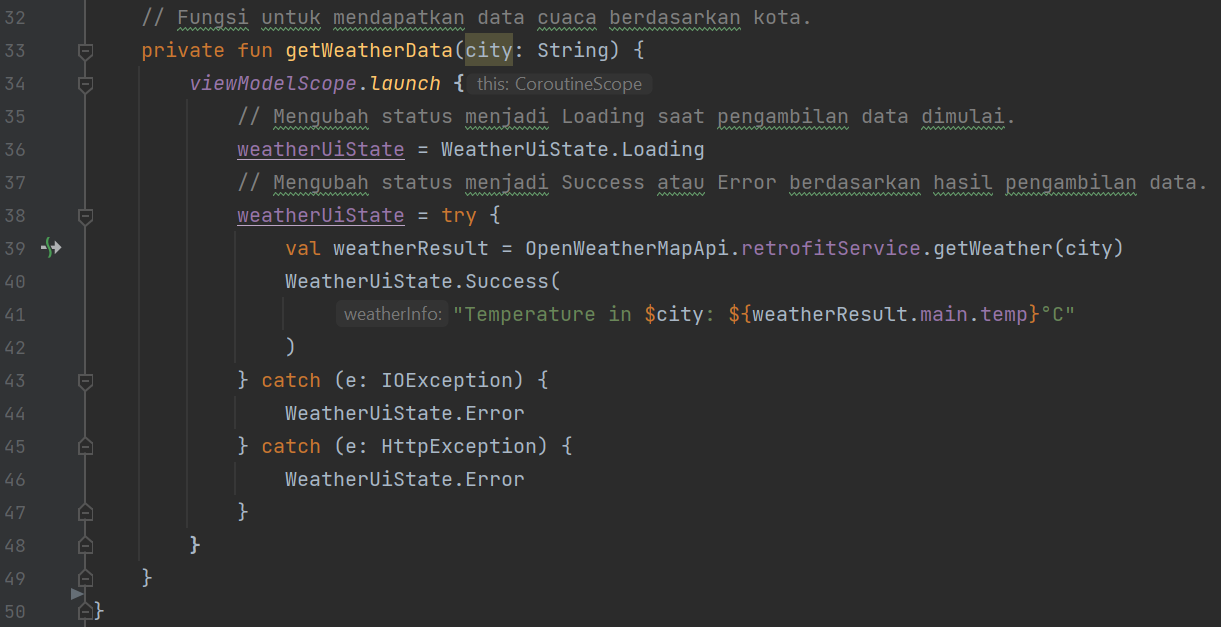 32 // Fungsi untuk mendapatkan data cuaca berdasarkan kota.
33 private fun getWeatherData(city: String) {
34 viewModelScope.launch { this: CoroutineScope
35 // Mengubah status menjadi Loading saat pengambilan data dimulai.
36 weatherUiState = WeatherUiState.Loading
37 // Mengubah status menjadi Success atau Error berdasarkan hasil pengambilan data.
38 weatherUiState = try {
39 val weatherResult = OpenWeatherMapApi.retrofitService.getWeather(city)
40 WeatherUiState.Success(
41 weatherInfo: "Temperature in $city: ${weatherResult.main.temp}°C"
42 )
43 } catch (e: IOException) {
44 WeatherUiState.Error
45 } catch (e: HttpException) {
46 WeatherUiState.Error
47 }
48 }
49 }
50 }